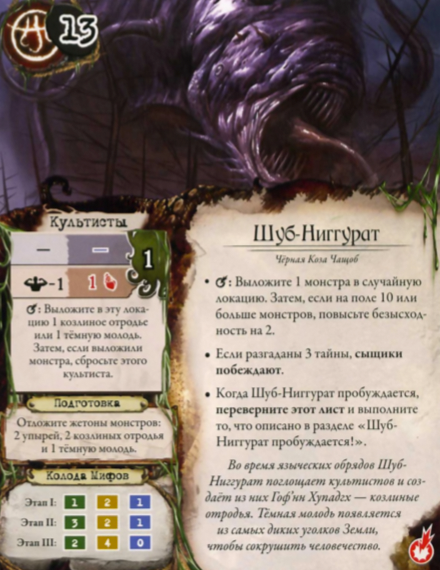 13
Культисты
— —
1
-1 1
: Выложите в эту лока-
цию 1 козлиное отродье
или 1 тёмную молодь.
Затем, если выложили
монстра, сбросьте этого
культиста.
Подготовка
Отложите жетоны монстров:
2 упырей, 2 козлиных отродья
и 1 тёмную молодь.
Колода Мифов
Этап I: 1 2 1
Этап II: 3 2 1
Этап III: 2 4 0
Шуб-Ниггурат
Чёрная Коза Чащоб
• : Выложите 1 монстра в случайную
локацию. Затем, если на поле 10 или
больше монстров, повысьте безысход-
ность на 2.
• Если разгаданы 3 тайны, сыщики
побеждают.
• Когда Шуб-Ниггурат пробуждается,
переверните этот лист и выполните
то, что описано в разделе «Шуб-
Ниггурат пробуждается!».
Во время языческих обрядов Шуб-
Ниггурат поглощает культистов и соз-
даёт из них Гоф'нн Хупадгх — козлиные
отродья. Тёмная молодь появляется
из самых диких уголков Земли,
чтобы сокрушить человечество.